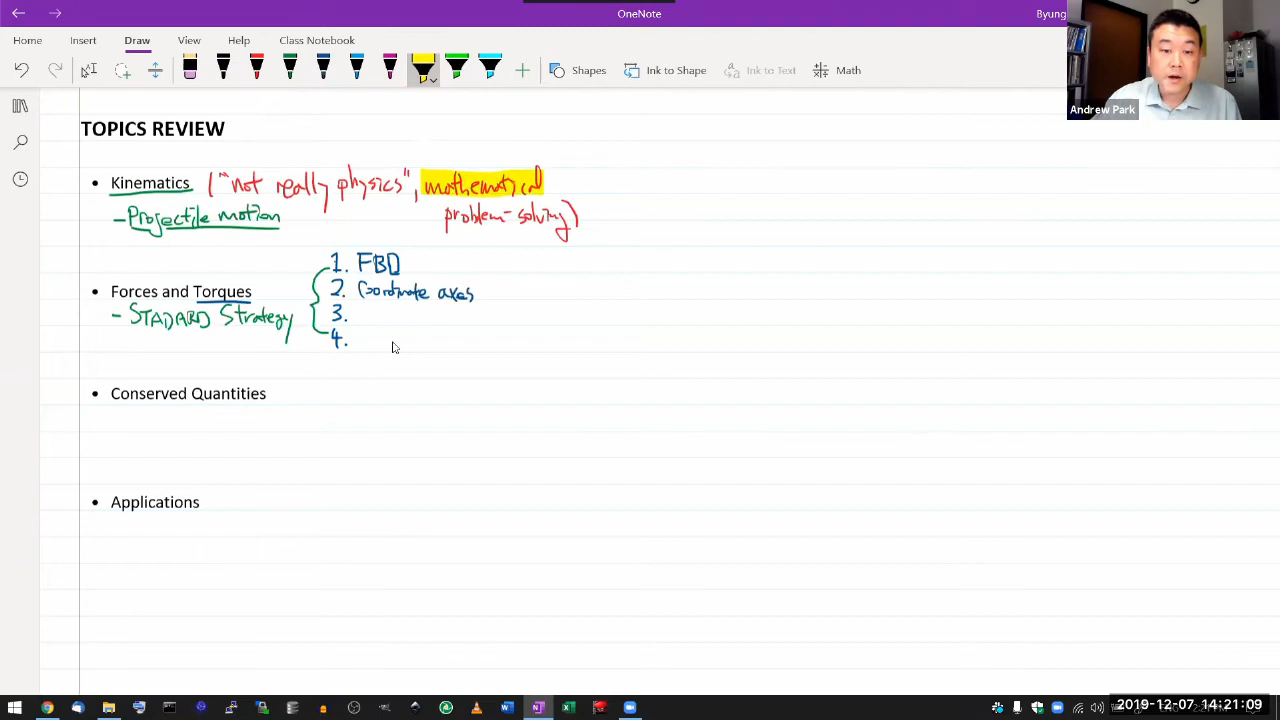 OneNote
Byung
Home Insert Draw View Help Class Notebook
Shapes Ink to Shape Ink to Text Math
Andrew Park
TOPICS REVIEW
• Kinematics ("not really physics", mathematical
problem-solving)
- Projectile motion
1. FBD
• Forces and Torques 2. Coordinate axes
- STADARD Strategy 3.
4.
• Conserved Quantities
• Applications
2019-12-07 14:21:09